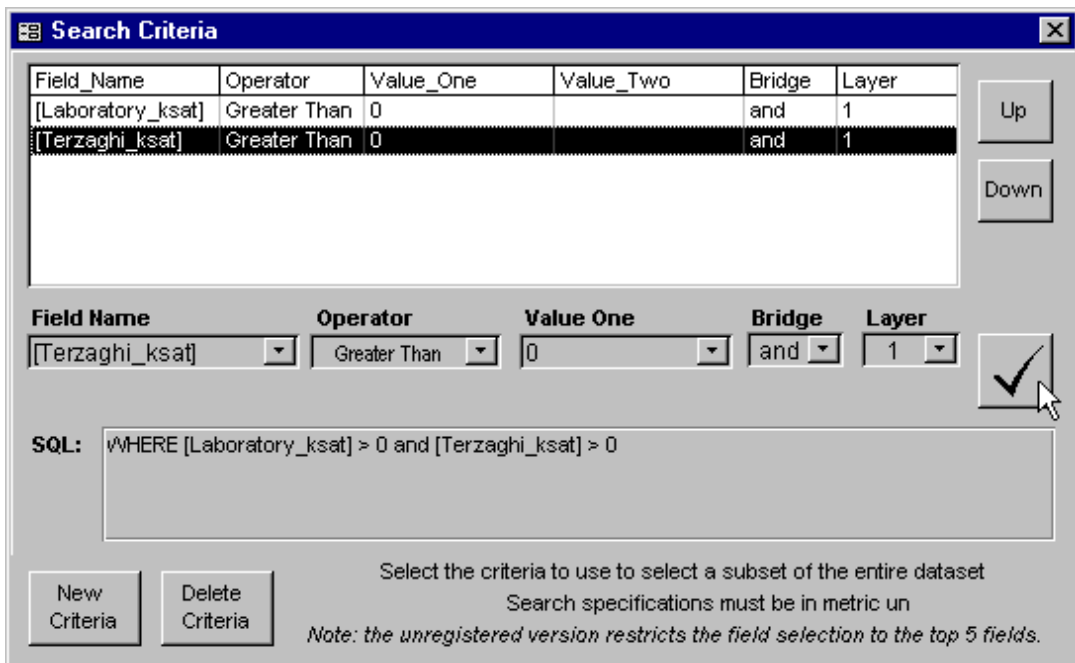 Search Criteria
Field_Name Operator Value_One Value_Two Bridge Layer
[Laboratory_ksat] Greater Than 0 and 1
[Terzaghi_ksat] Greater Than 0 and 1
Up
Down
Field Name Operator Value One Bridge Layer
[Terzaghi_ksat] Greater Than 0 and 1
SQL: WHERE [Laboratory_ksat] > 0 and [Terzaghi_ksat] > 0
New
Criteria
Delete
Criteria
Select the criteria to use to select a subset of the entire dataset
Search specifications must be in metric un
Note: the unregistered version restricts the field selection to the top 5 fields.